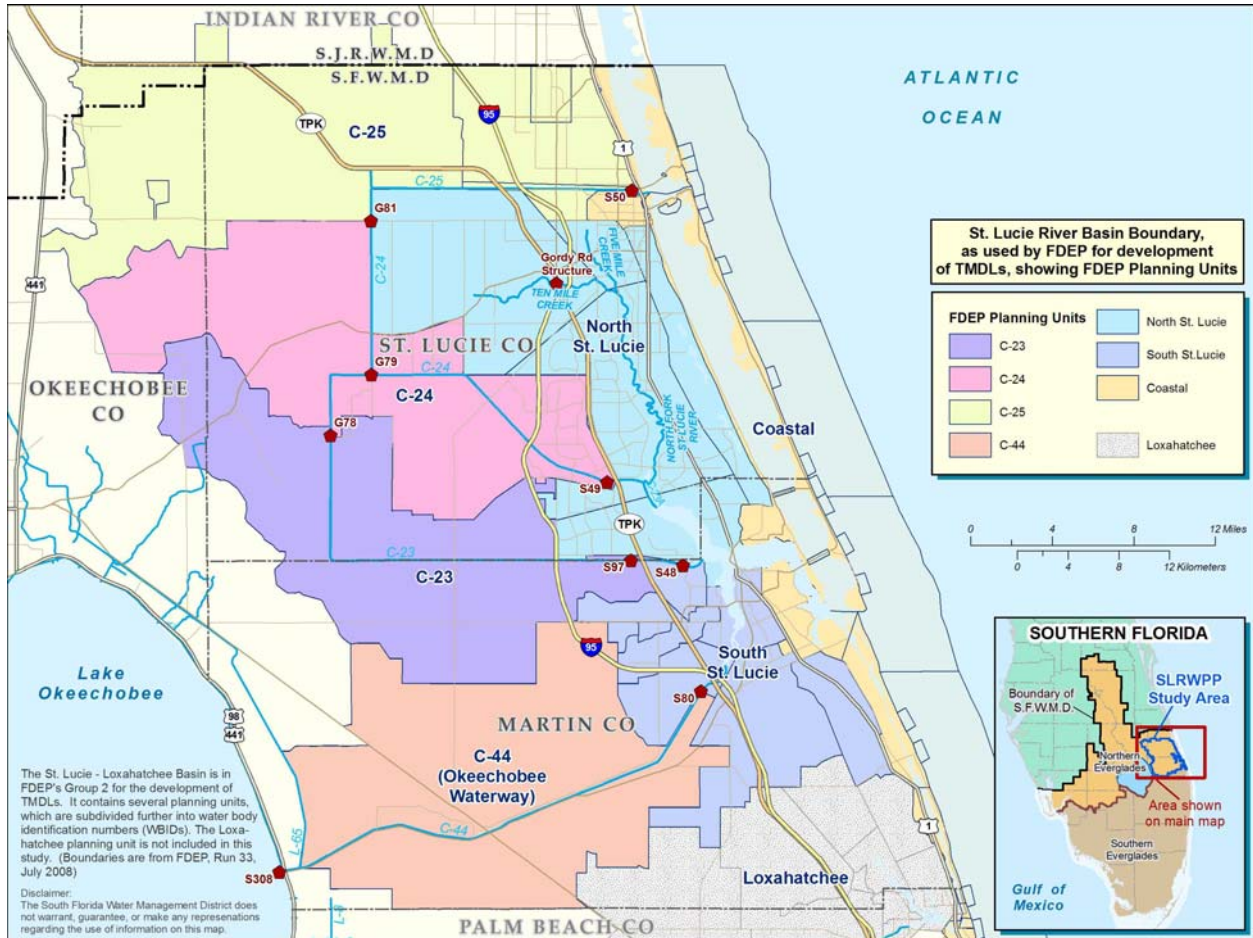 INDIAN RIVER CO
S.J.R.W.M.D
S.F.W.M.D
ATLANTIC
OCEAN
95
TPK
C-25
1
C-25
S50
G81
441
C-24
FIVE MILE
CREEK
Gordy Rd
Structure
TEN MILE
CREEK
North
St. Lucie
ST. LUCIE CO
G79
C-24
C-24
OKEECHOBEE
CO
G78
NORTH FORK
ST-LUCIE
RIVER
Coastal
S49
C-24
TPK
C-23
S97
S48
C-23
95
South
St. Lucie
Lake
Okeechobee
S80
MARTIN CO
98
441
C-44
(Okeechobee
Waterway)
L-65
C-44
1
S308
Loxahatchee
L-8
PALM BEACH CO
St. Lucie River Basin Boundary,
as used by FDEP for development
of TMDLs, showing FDEP Planning Units
FDEP Planning Units
C-23
C-24
C-25
C-44
North St. Lucie
South St.Lucie
Coastal
Loxahatchee
0 4 8 12 Miles
0 4 8 12 Kilometers
SOUTHERN FLORIDA
Boundary of
S.F.W.M.D.
SLRWPP
Study Area
Northern
Everglades
Area shown
on main map
Southern
Everglades
Gulf of
Mexico
The St. Lucie - Loxahatchee Basin is in
FDEP's Group 2 for the development of
TMDLs. It contains several planning units,
which are subdivided further into water body
identification numbers (WBIDs). The Loxa-
hatchee planning unit is not included in this
study. (Boundaries are from FDEP, Run 33,
July 2008)
Disclaimer:
The South Florida Water Management District does
not warrant, guarantee, or make any represenations
regarding the use of information on this map.